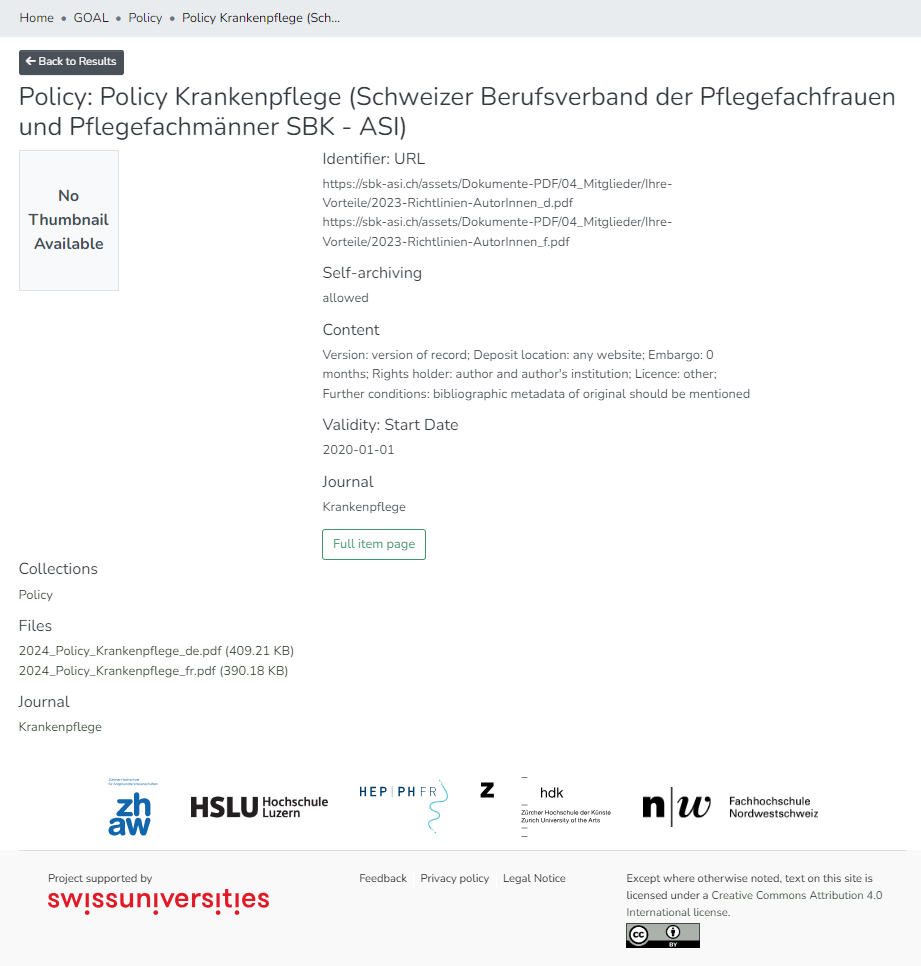 Home • GOAL • Policy • Policy Krankenpflege (Sch...
Back to Results
Policy: Policy Krankenpflege (Schweizer Berufsverband der Pflegefachfrauen
und Pflegefachmänner SBK - ASI)
No
Thumbnail
Available
Identifier: URL
https://sbk-asi.ch/assets/Dokumente-PDF/04_Mitglieder/Ihre-
Vorteile/2023-Richtlinien-AutorInnen_d.pdf
https://sbk-asi.ch/assets/Dokumente-PDF/04_Mitglieder/Ihre-
Vorteile/2023-Richtlinien-AutorInnen_f.pdf
Self-archiving
allowed
Content
Version: version of record; Deposit location: any website; Embargo: 0
months; Rights holder: author and author's institution; Licence: other;
Further conditions: bibliographic metadata of original should be mentioned
Validity: Start Date
2020-01-01
Journal
Krankenpflege
Full item page
Collections
Policy
Files
2024_Policy_Krankenpflege_de.pdf (409.21 KB)
2024_Policy_Krankenpflege_fr.pdf (390.18 KB)
Journal
Krankenpflege
Zürcher Hochschule
für Angewandte Wissenschaften
zh
aw
HSLU Hochschule
Luzern
HEP|PH FR
Z
hdk
Zürcher Hochschule der Künste
Zurich University of the Arts
n|w Fachhochschule
Nordwestschweiz
Project supported by
swissuniversities
Feedback
Privacy policy
Legal Notice
Except where otherwise noted, text on this site is
licensed under a Creative Commons Attribution 4.0
International license.
cc
BY